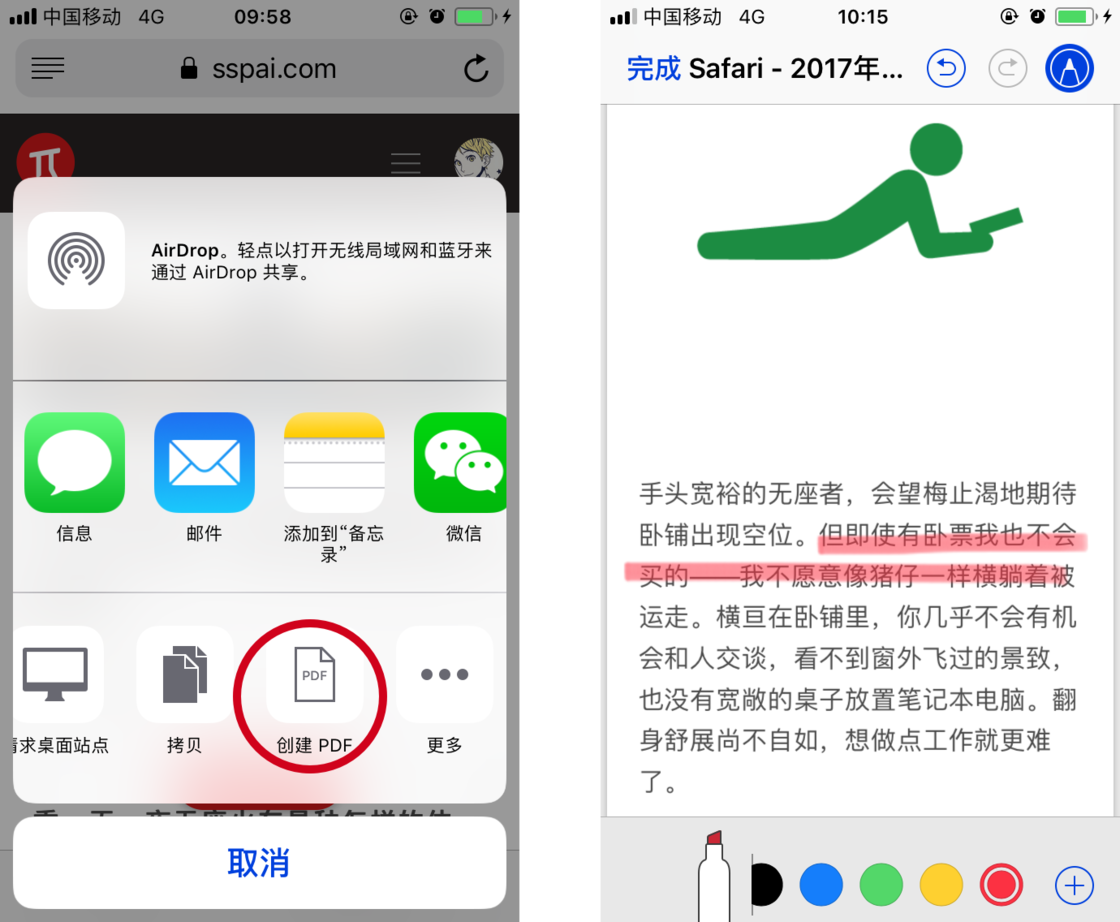 中国移动 4G 09:58
sspai.com
AirDrop。轻点以打开无线局域网和蓝牙来
通过 AirDrop 共享。
信息
邮件
添加到“备忘
录”
微信
求桌面站点
拷贝
PDF
创建 PDF
更多
取消
中国移动 4G 10:15
完成 Safari - 2017年...
手头宽裕的无座者，会望梅止渴地期待
卧铺出现空位。但即使有卧票我也不会
买的——我不愿意像猪仔一样横躺着被
运走。横亘在卧铺里，你几乎不会有机
会和人交谈，看不到窗外飞过的景致，
也没有宽敞的桌子放置笔记本电脑。翻
身舒展尚不自如，想做点工作就更难
了。